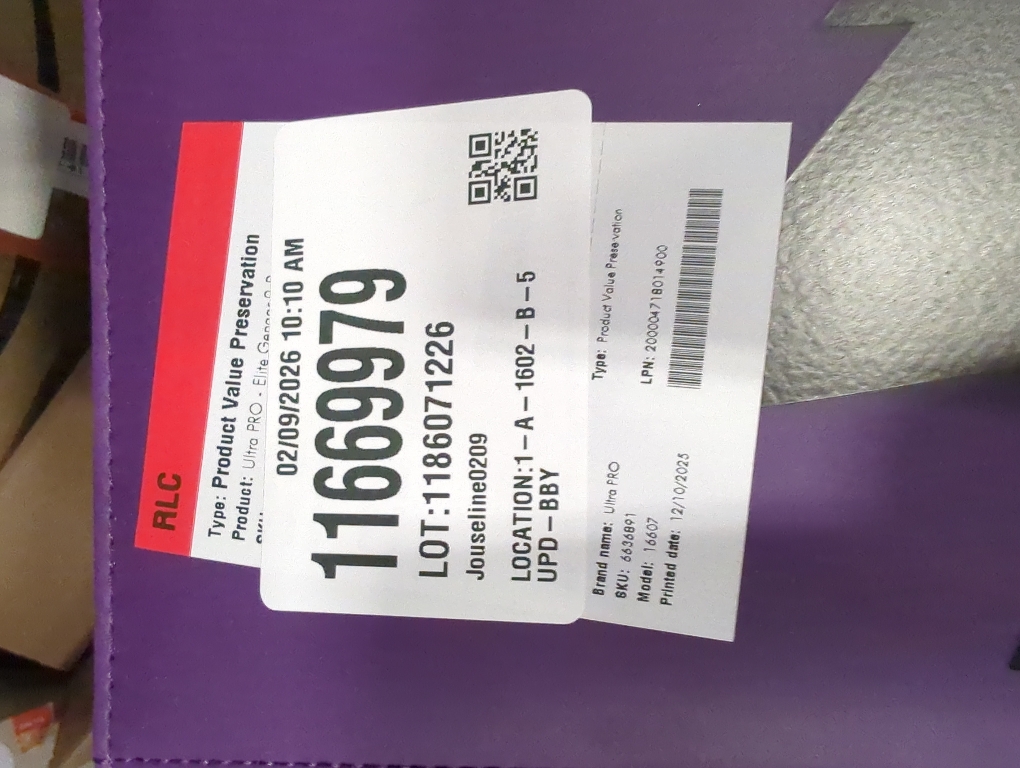 RLC
Type: Product Value Preservation
Product: Ultra PRO - Elite
02/09/2026 10:10 AM
11669979
LOT:11860712226
Jouseline0209
LOCATION:1-A-1602-B-5
UPD-BBY
Brand name: Ultra PRO
Type: Product Value Preservation
SKU: 6636891
Model: 16607
LPN: 200004718014900
Printed date: 12/10/2025